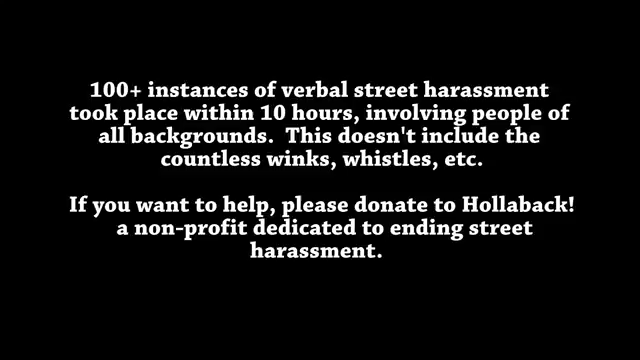 100+ instances of verbal street harassment
took place within 10 hours, involving people of
all backgrounds.  This doesn't include the
countless winks, whistles, etc.
If you want to help, please donate to Hollaback!
a non-profit dedicated to ending street
harassment.